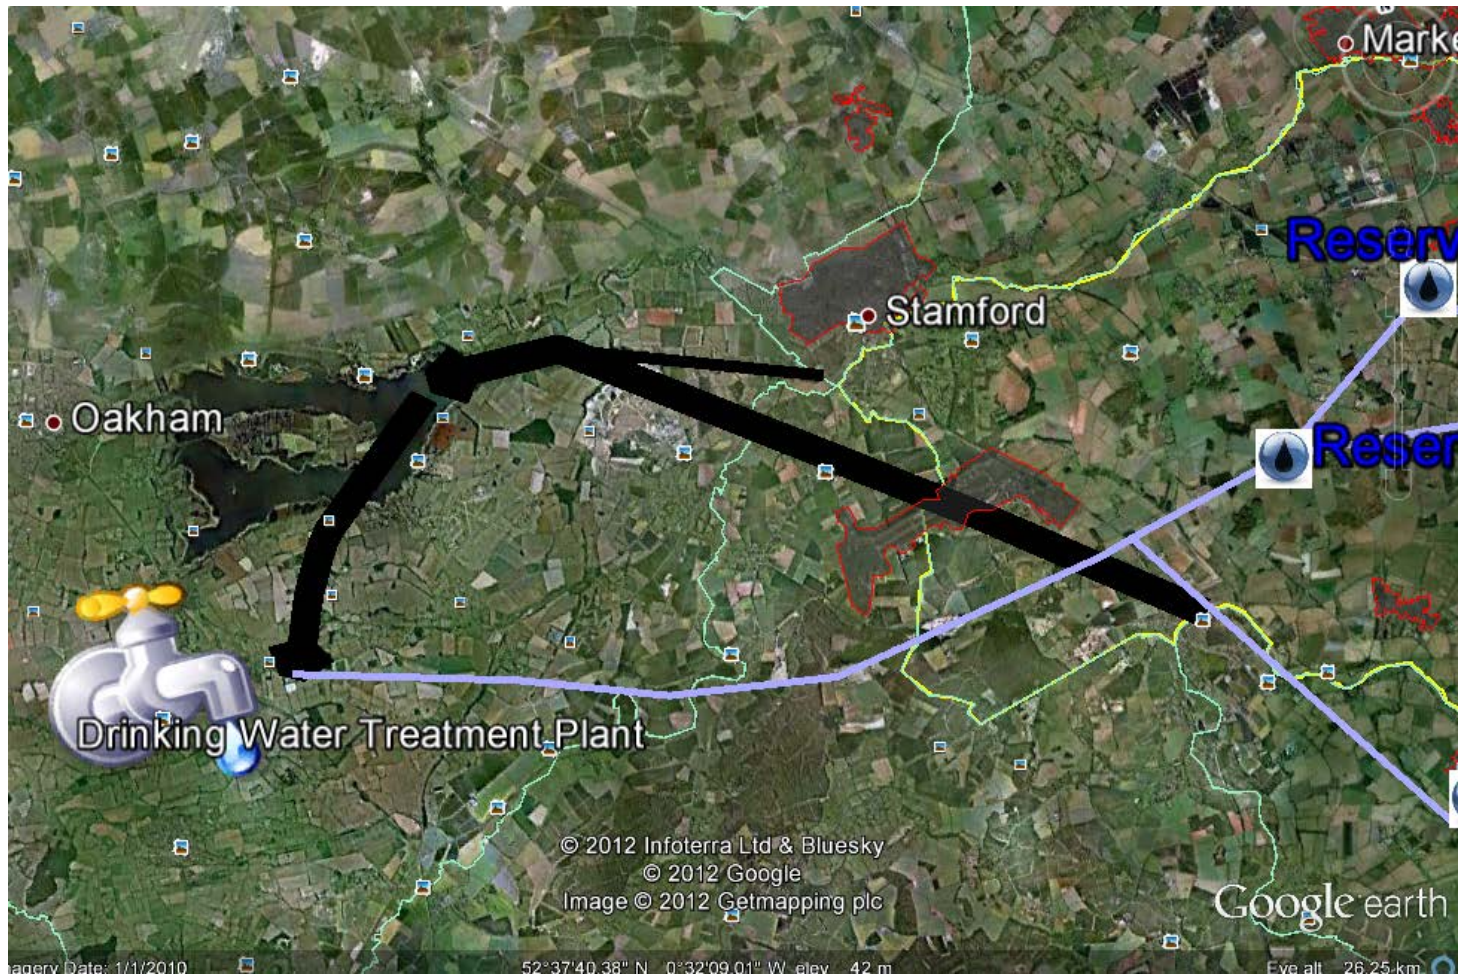 Marke
Reserv
Stamford
Oakham
Reser
Drinking Water Treatment Plant
© 2012 Infoterra Ltd & Bluesky
© 2012 Google
Image © 2012 Getmapping plc
Google earth
agery Date: 1/1/2010
52°37'40.38" N 0°32'09.01" W elev 42 m
Eye alt 26.25 km